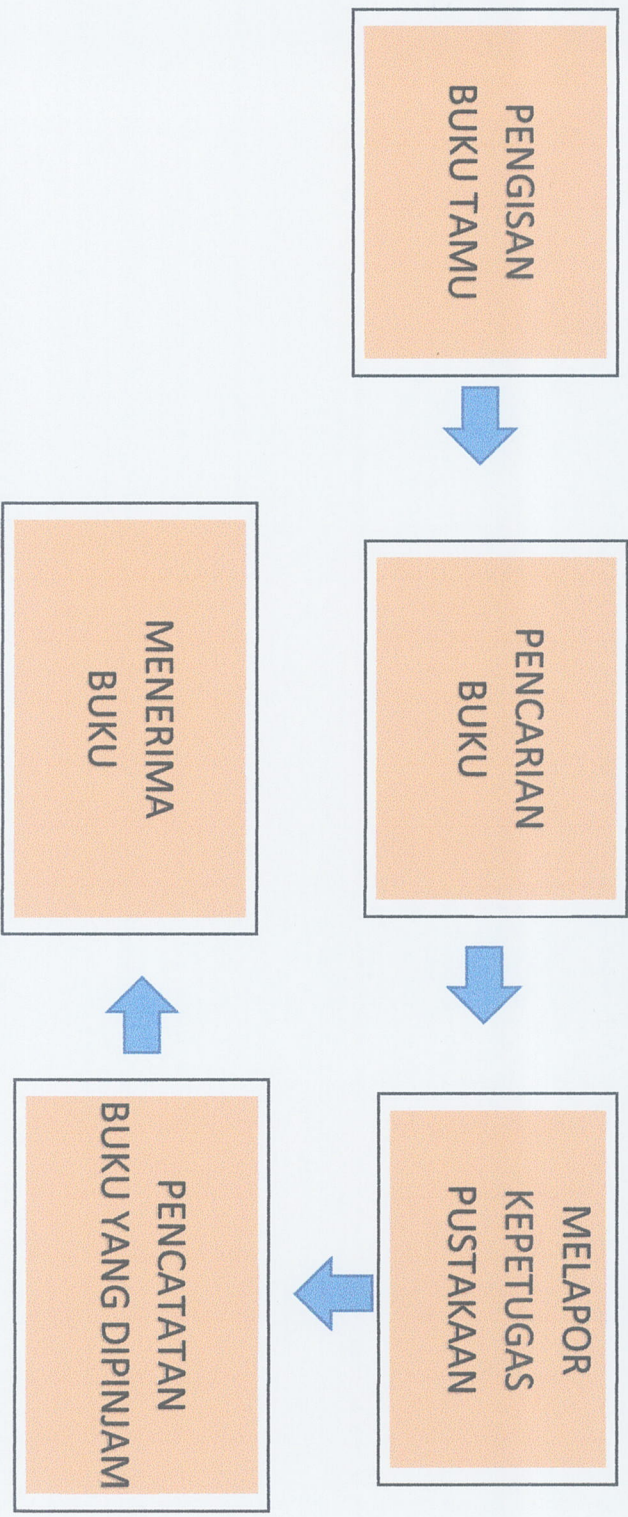 PENGISAN
BUKU TAMU
PENCARIAN
BUKU
MELAPOR
KEPETUGAS
PUSTAKAAN
PENCATATAN
BUKU YANG DIPINJAM
MENERIMA
BUKU